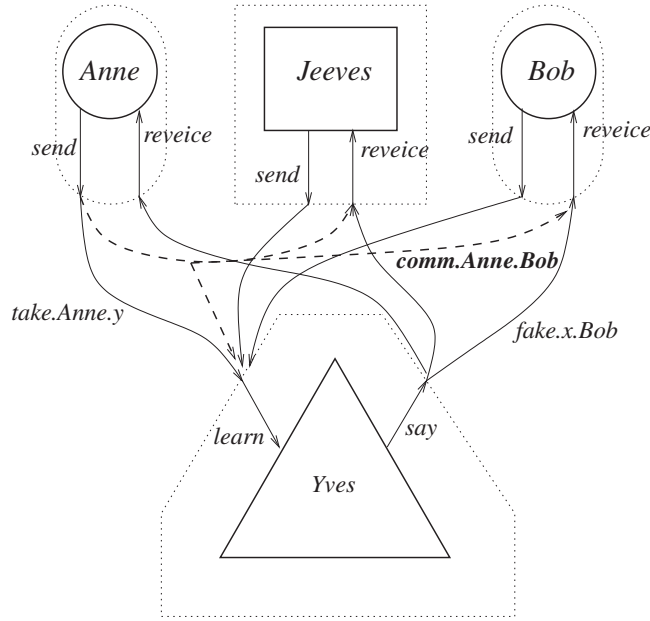 Anne
Jeeves
Bob
send
reveice
send
reveice
send
reveice
comm.Anne.Bob
take.Anne.y
fake.x.Bob
learn
say
Yves